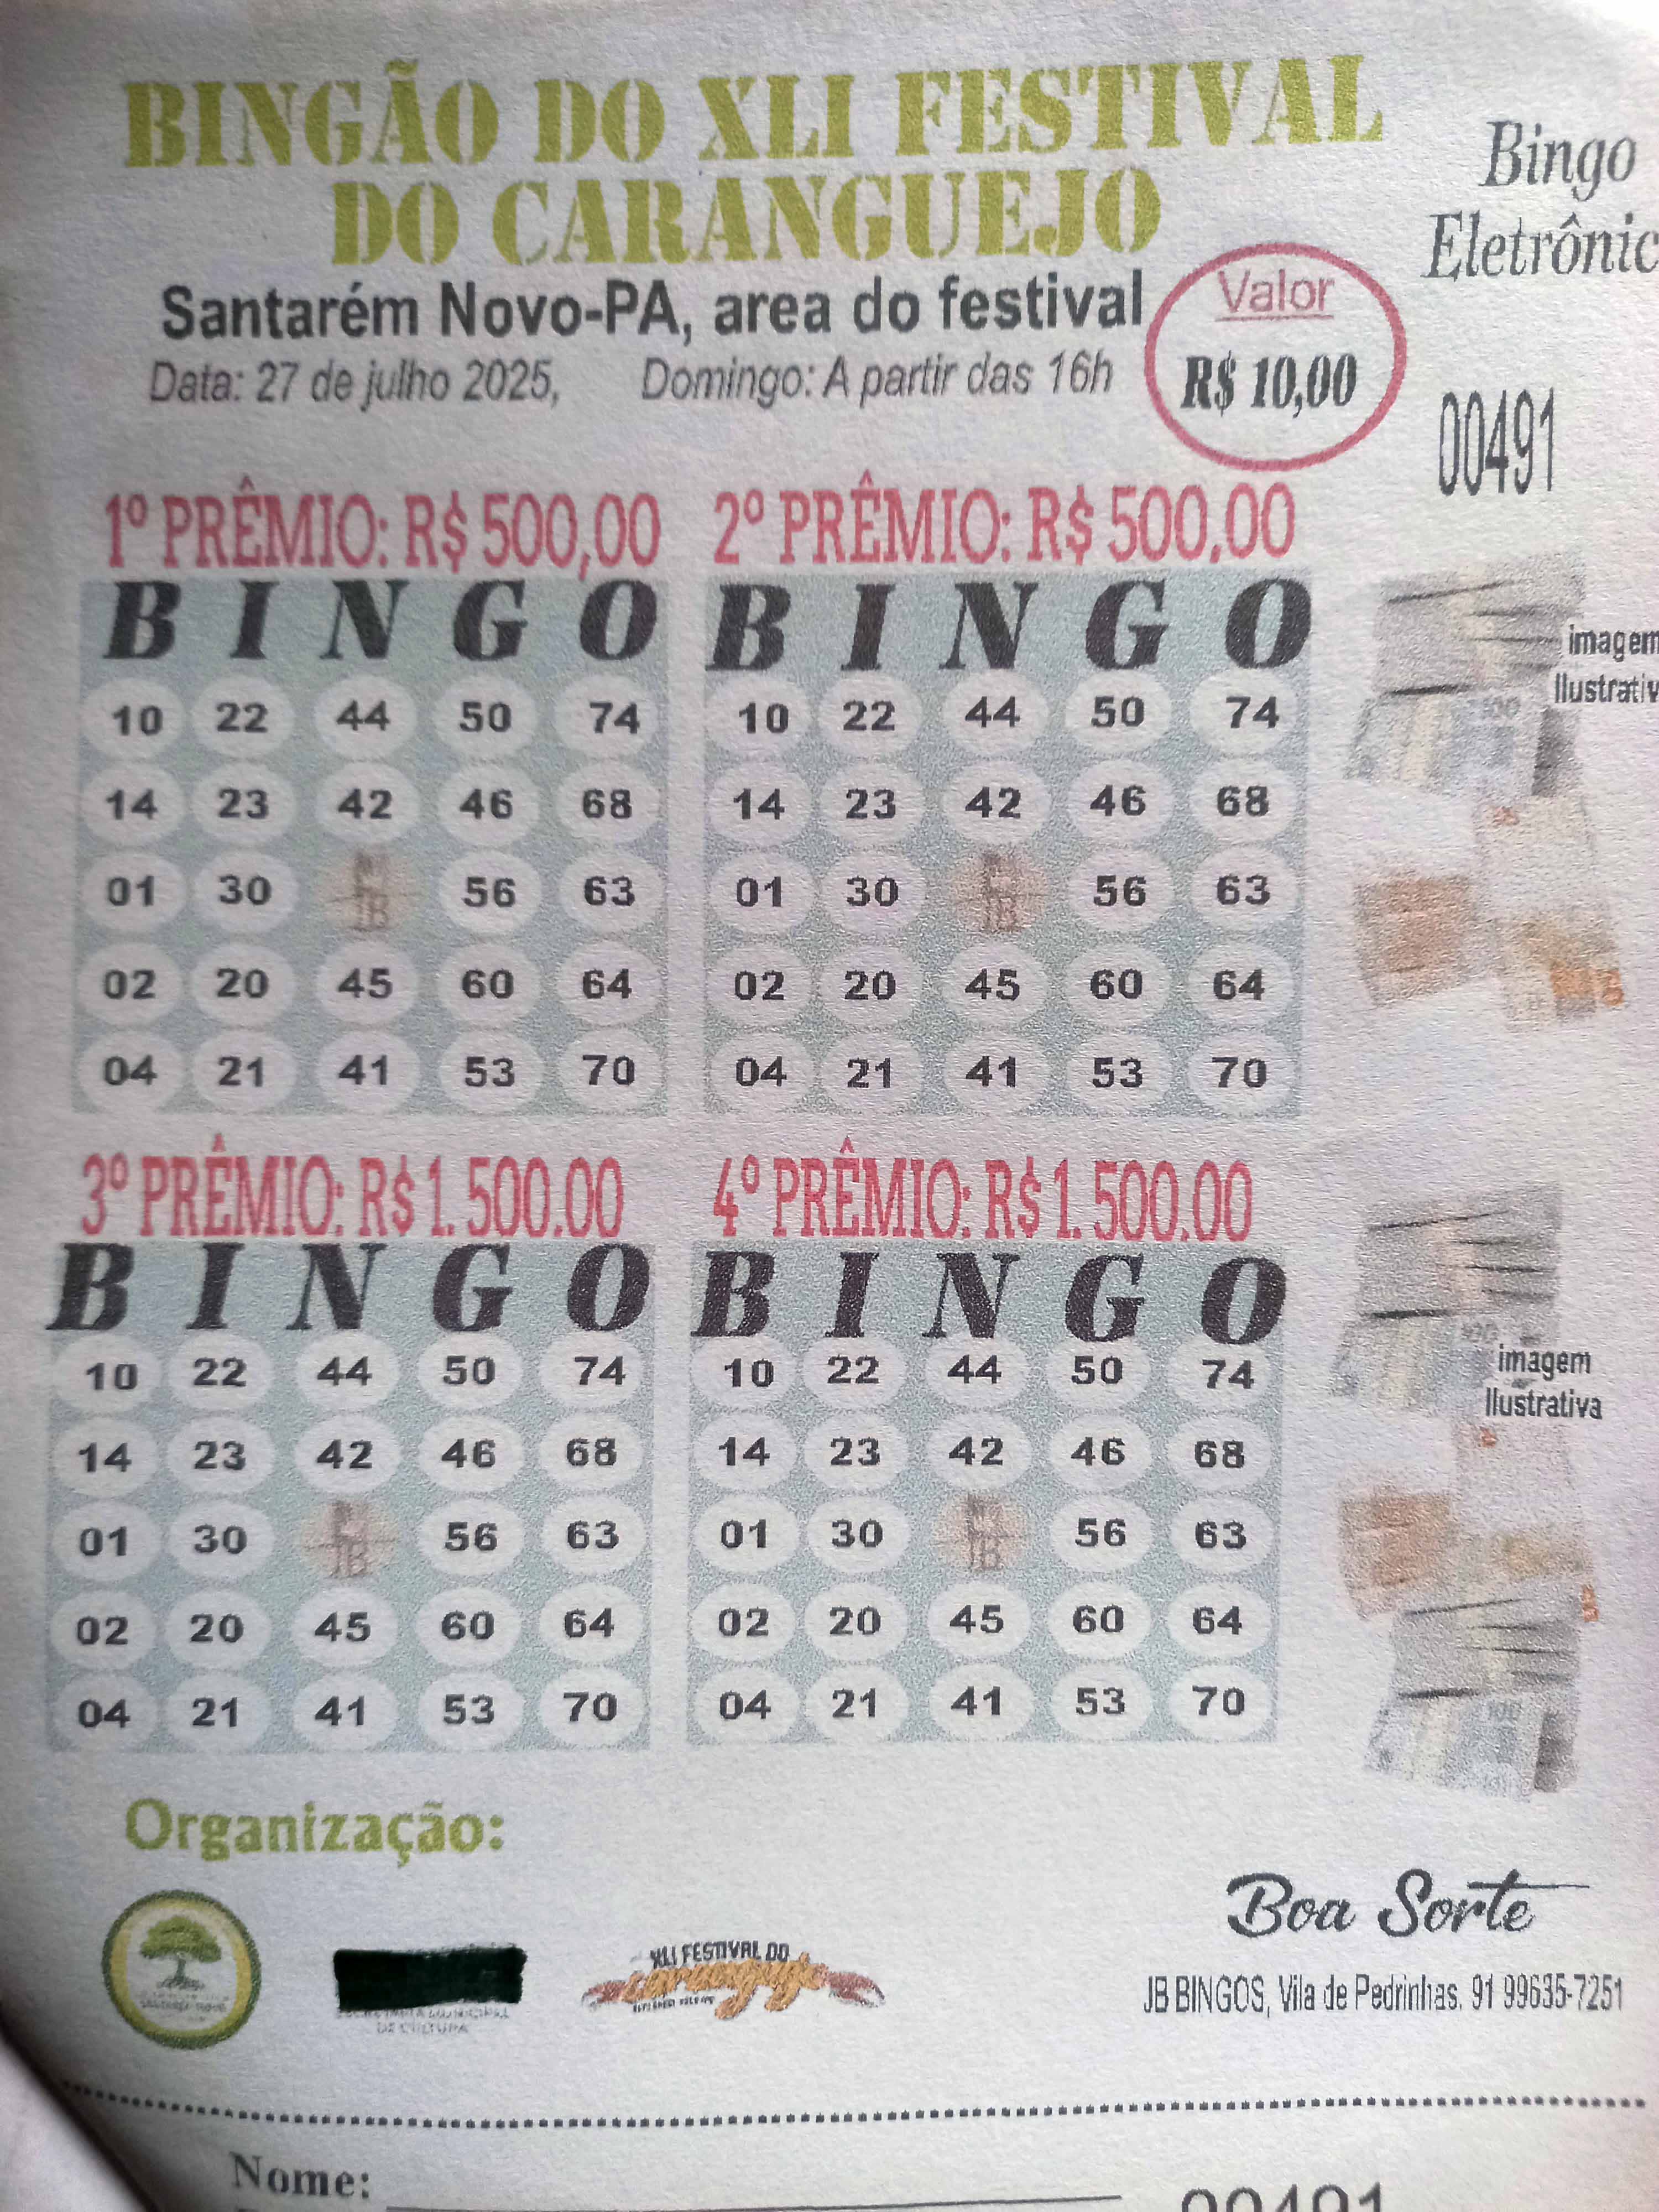 BINGÃO DO XLI FESTIVAL
DO CARANGUEJO
Bingo
Eletrônic
Santarém Novo-PA, area do festival
Data: 27 de julho 2025, Domingo: A partir das 16h
Valor
R$ 10,00
00491
1º PRÊMIO: R$ 500,00
B I N G O
10 22 44 50 74
14 23 42 46 68
01 30 JB 56 63
02 20 45 60 64
04 21 41 53 70
2º PRÊMIO: R$ 500,00
B I N G O
10 22 44 50 74
14 23 42 46 68
01 30 JB 56 63
02 20 45 60 64
04 21 41 53 70
imagem
Ilustrativ
3º PRÊMIO: R$ 1.500.00
B I N G O
10 22 44 50 74
14 23 42 46 68
01 30 JB 56 63
02 20 45 60 64
04 21 41 53 70
4º PRÊMIO: R$ 1.500.00
B I N G O
10 22 44 50 74
14 23 42 46 68
01 30 JB 56 63
02 20 45 60 64
04 21 41 53 70
imagem
Ilustrativa
Organização:
SECRETARIA MUNICIPAL
DE CULTURA
XLI FESTIVAL DO
Caranguejo
Boa Sorte
JB BINGOS, Vila de Pedrinhas. 91 99635-7251
Nome:
00491